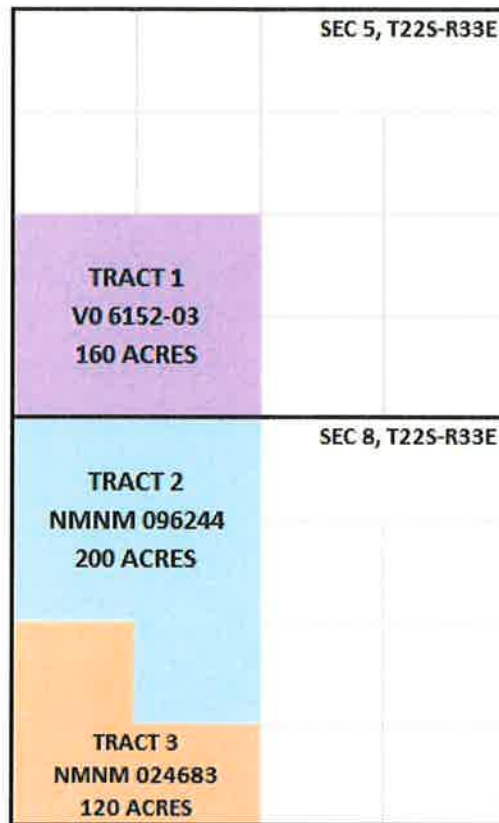 SEC 5, T22S-R33E
TRACT 1
V0 6152-03
160 ACRES
SEC 8, T22S-R33E
TRACT 2
NMNM 096244
200 ACRES
TRACT 3
NMNM 024683
120 ACRES